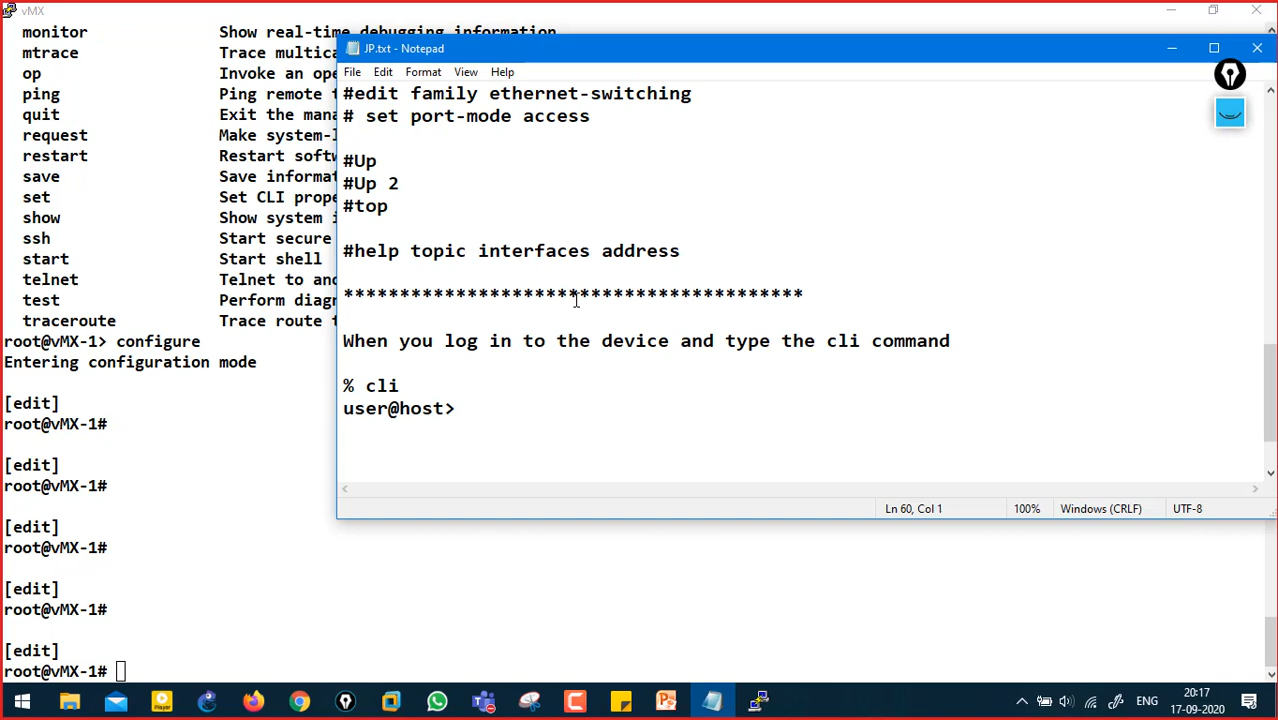 vMX
monitor Show real-time debugging information
mtrace Trace multica
op Invoke an ope
ping Ping remote t
quit Exit the mana
request Make system-l
restart Restart softw
save Save informat
set Set CLI prope
show Show system i
ssh Start secure
start Start shell
telnet Telnet to ano
test Perform diagn
traceroute Trace route t
root@vMX-1> configure
Entering configuration mode
[edit]
root@vMX-1#
[edit]
root@vMX-1#
[edit]
root@vMX-1#
[edit]
root@vMX-1#
[edit]
root@vMX-1#
JP.txt - Notepad
File Edit Format View Help
#edit family ethernet-switching
# set port-mode access
#Up
#Up 2
#top
#help topic interfaces address
*****************************************
When you log in to the device and type the cli command
% cli
user@host>
Ln 60, Col 1 100% Windows (CRLF) UTF-8
Player
ENG
20:17
17-09-2020